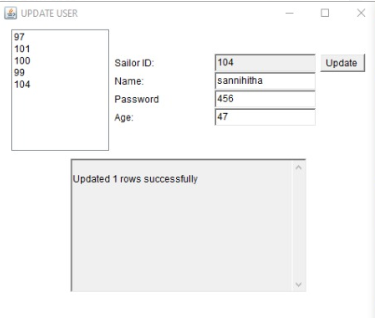 UPDATE USER
97
101
100
99
104
Sailor ID: 104 Update
Name: sannihitha
Password 456
Age: 47
Updated 1 rows successfully